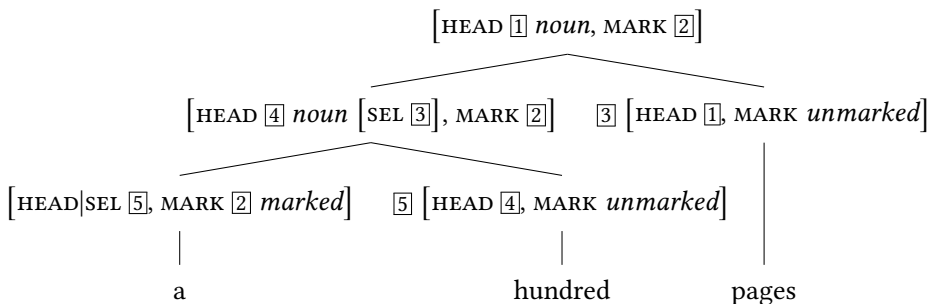 [HEAD 1 noun, MARK 2]
[HEAD 4 noun [SEL 3], MARK 2] 3 [HEAD 1, MARK unmarked]
[HEAD|SEL 5, MARK 2 marked] 5 [HEAD 4, MARK unmarked]
a hundred pages